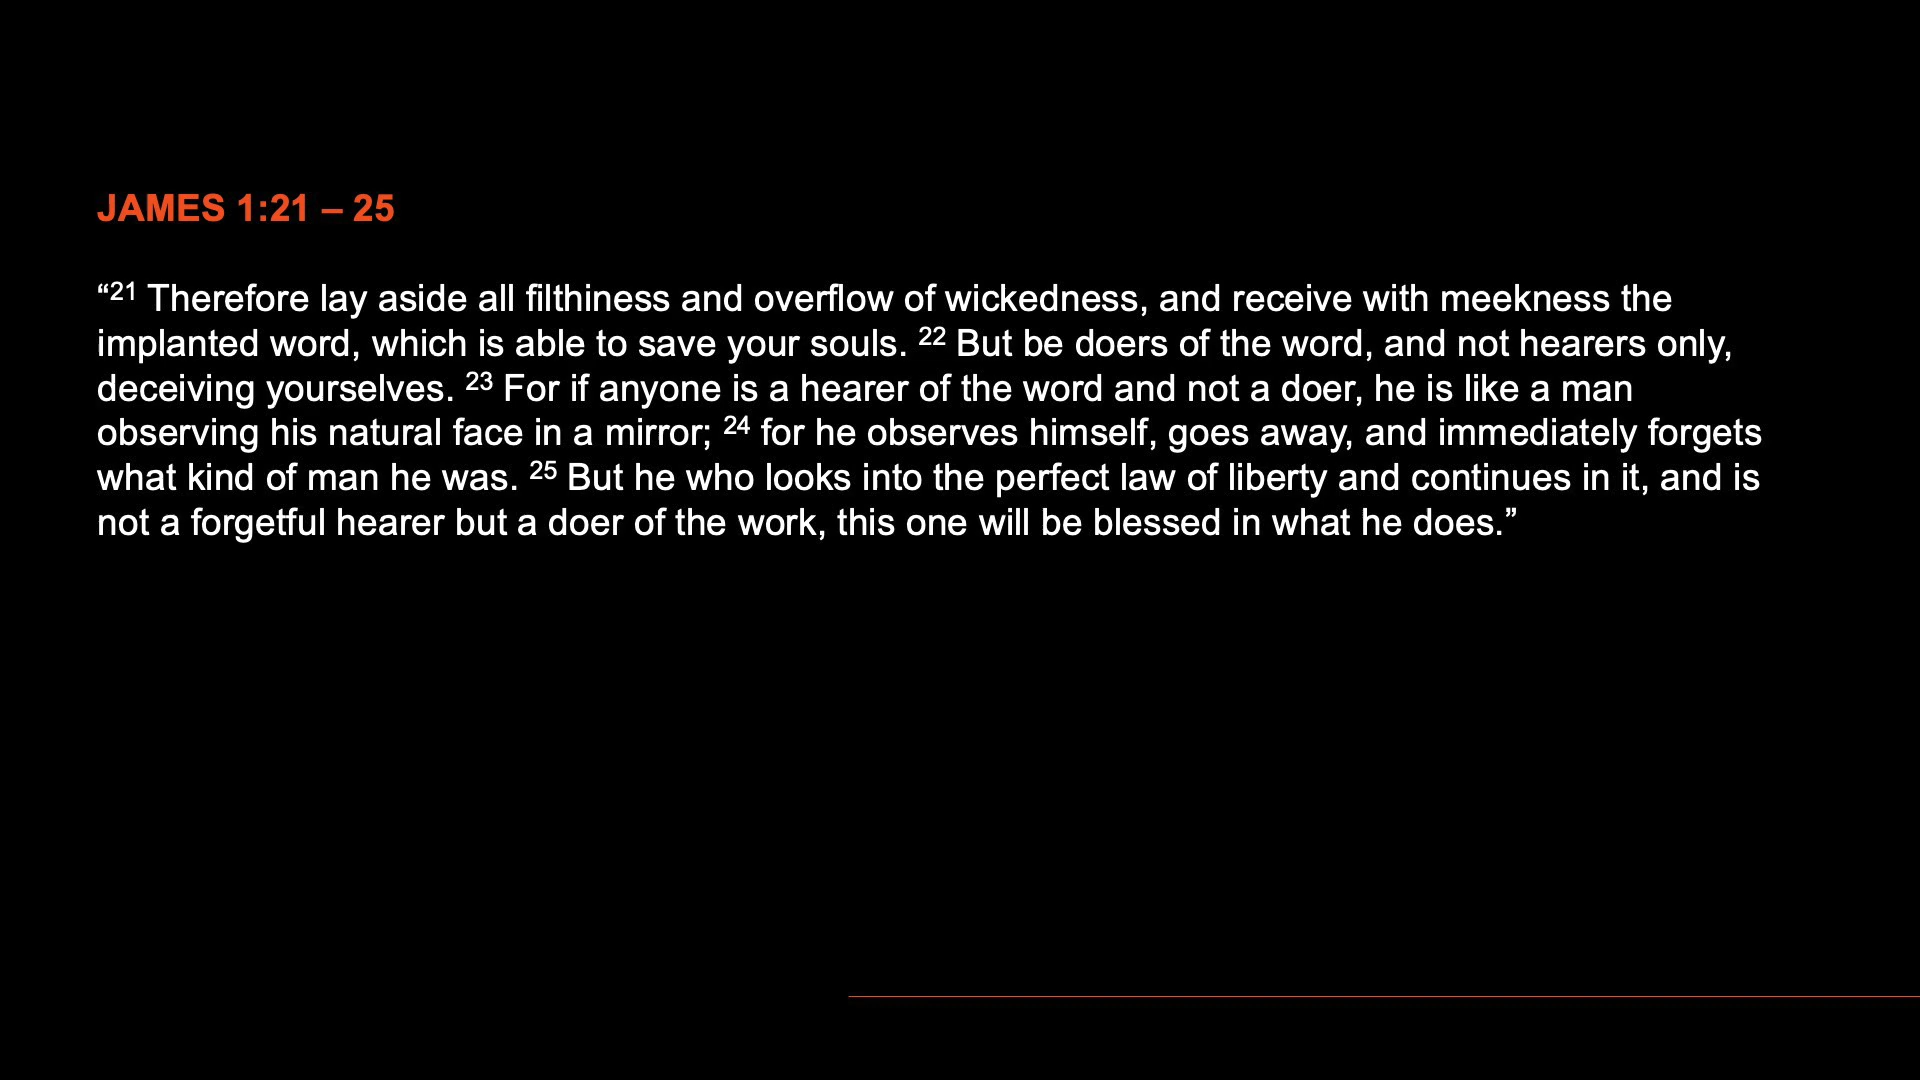 JAMES 1:21 – 25
“21 Therefore lay aside all filthiness and overflow of wickedness, and receive with meekness the
implanted word, which is able to save your souls. 22 But be doers of the word, and not hearers only,
deceiving yourselves. 23 For if anyone is a hearer of the word and not a doer, he is like a man
observing his natural face in a mirror; 24 for he observes himself, goes away, and immediately forgets
what kind of man he was. 25 But he who looks into the perfect law of liberty and continues in it, and is
not a forgetful hearer but a doer of the work, this one will be blessed in what he does.”